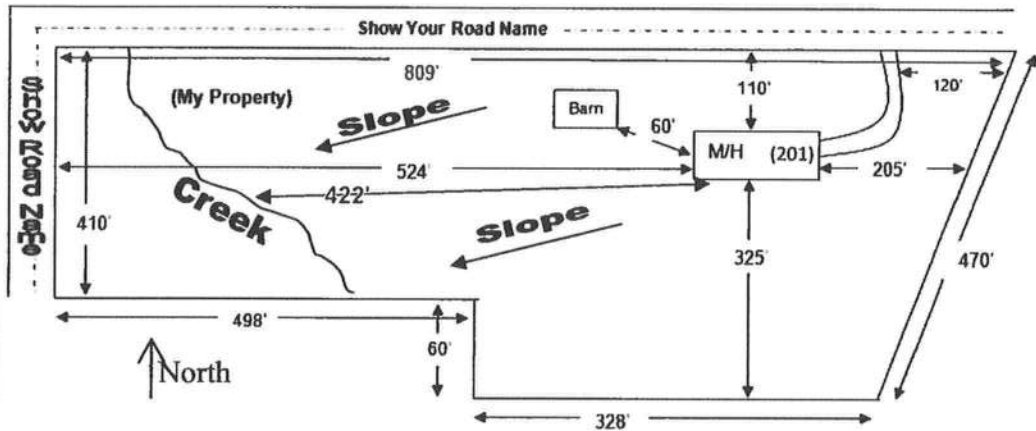 Show Your Road Name
Show Road Name
809'
110'
120'
(My Property)
Slope
Barn
60'
M/H (201)
524'
422'
205'
Creek
410'
Slope
325'
470'
498'
60'
North
328'